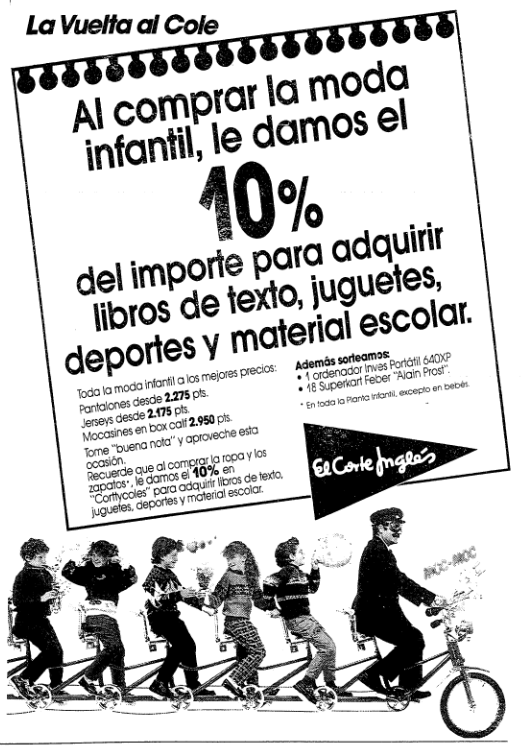 La Vuelta al Cole
Al comprar la moda
infantil, le damos el
10%
del importe para adquirir
libros de texto, juguetes,
deportes y material escolar.
Toda la moda infantil a los mejores precios:
Pantalones desde 2.275 pts.
Jerseys desde 2.175 pts.
Mocasines en box calf 2.950 pts.
Tome "buena nota" y aproveche esta
ocasión.
Recuerde que al comprar la ropa y los
zapatos*, le damos el 10% en
"Cortycoles" para adquirir libros de texto,
juguetes, deportes y material escolar.
Además sorteamos:
• 1 ordenador Inves Portátil 640XP
• 18 Superkart Feber "Alain Prost".
* En toda la Planta Infantil, excepto en bebés.
El Corte Inglés
MOC-MOC